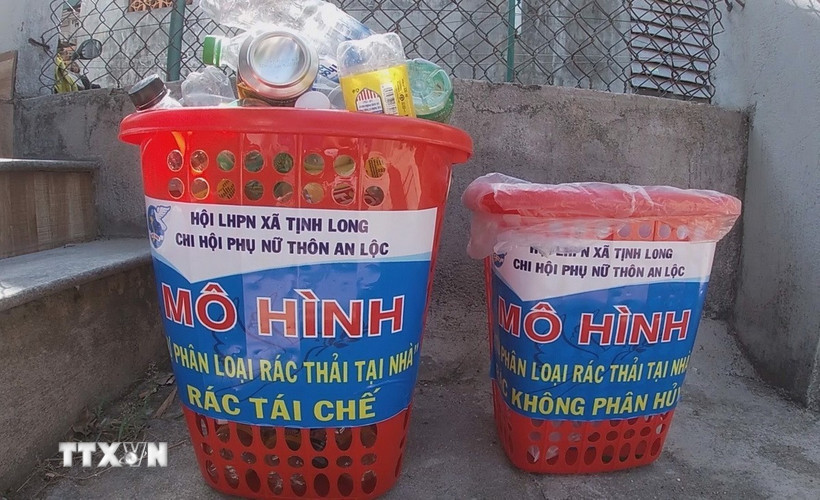 HỘI LHPN XÃ TỊNH LONG
CHI HỘI PHỤ NỮ THÔN AN LỘC
MÔ HÌNH
PHÂN LOẠI RÁC THẢI TẠI NHÀ"
RÁC TÁI CHẾ
HỘI LHPN XÃ TỊNH LONG
CHI HỘI PHỤ NỮ THÔN AN LỘC
MÔ HÌNH
PHÂN LOẠI RÁC THẢI TẠI NHÀ
KHÔNG PHÂN HỦY
TTXVN